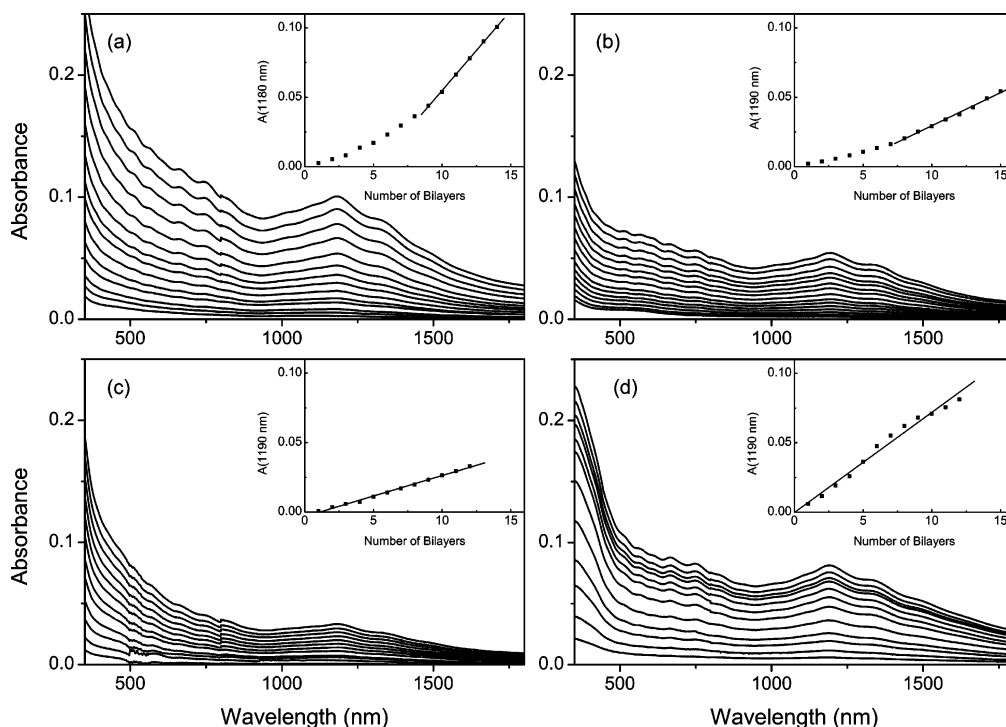 (a)
A(1180 nm)
0.10
0.05
0.00
0 5 10 15
Number of Bilayers
Absorbance
0.2
0.1
0.0
500 1000 1500
(b)
A(1190 nm)
0.10
0.05
0.00
0 5 10 15
Number of Bilayers
0.2
0.1
0.0
500 1000 1500
(c)
A(1190 nm)
0.10
0.05
0.00
0 5 10 15
Number of Bilayers
Absorbance
0.2
0.1
0.0
500 1000 1500
Wavelength (nm)
(d)
A(1190 nm)
0.10
0.05
0.00
0 5 10 15
Number of Bilayers
0.2
0.1
0.0
500 1000 1500
Wavelength (nm)